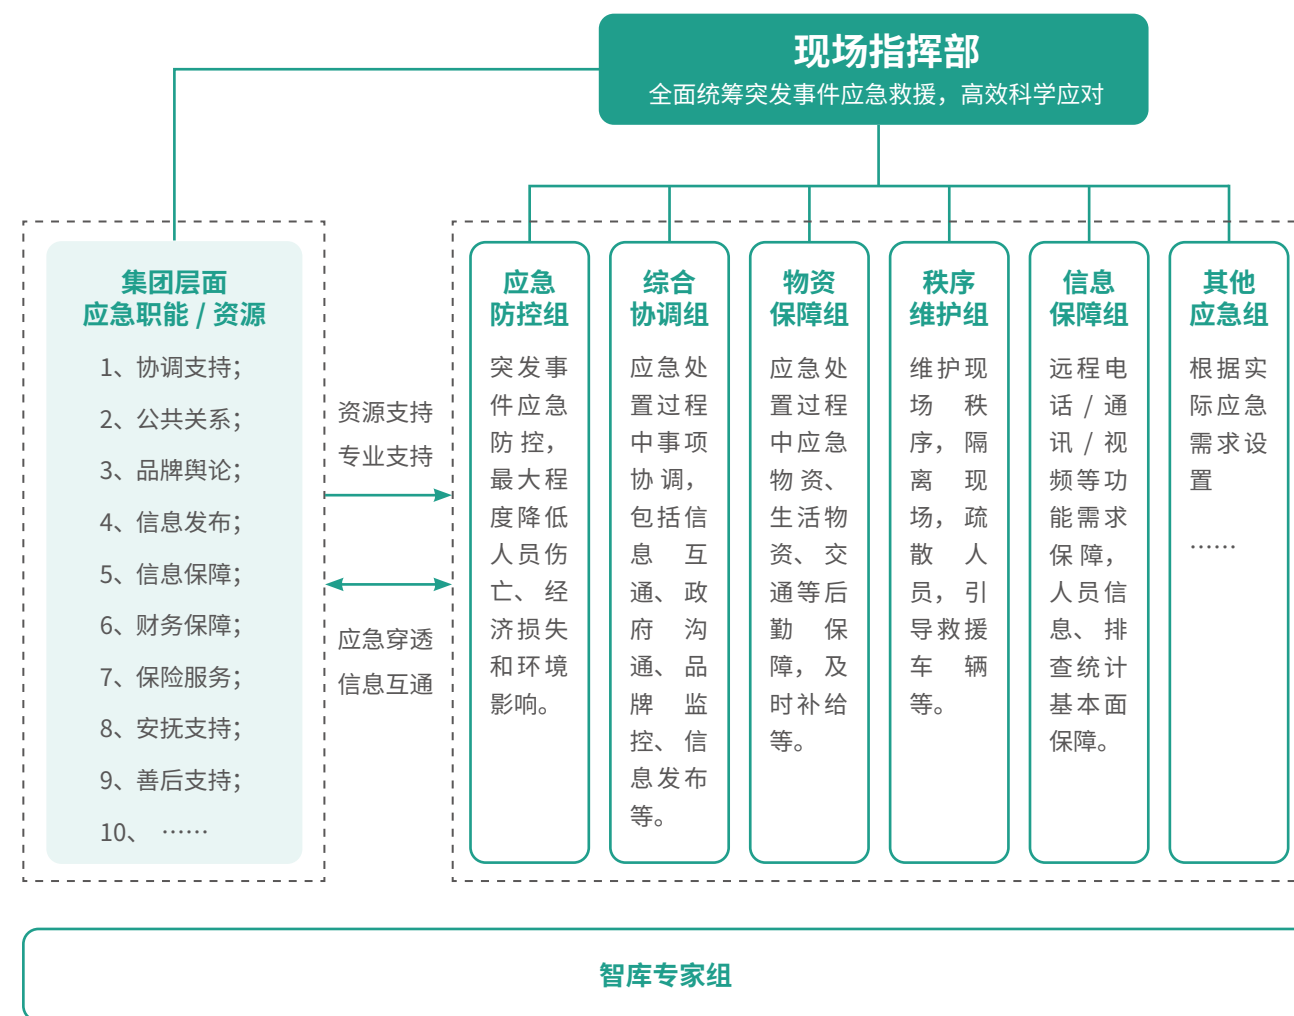 现场指挥部
全面统筹突发事件应急救援，高效科学应对
集团层面
应急职能 / 资源
1、协调支持；
2、公共关系；
3、品牌舆论；
4、信息发布；
5、信息保障；
6、财务保障；
7、保险服务；
8、安抚支持；
9、善后支持；
10、 ……
资源支持
专业支持
应急穿透
信息互通
应急
防控组
突发事
件应急
防控，
最大程
度降低
人员伤
亡、经
济损失
和环境
影响。
综合
协调组
应急处
置过程
中事项
协调，
包括信
息互
通、政
府沟
通、品
牌监
控、信
息发布
等。
物资
保障组
应急处
置过程
中应急
物资、
生活物
资、交
通等后
勤保
障，及
时补给
等。
秩序
维护组
维护现
场秩
序，隔
离现
场，疏
散人
员，引
导救援
车辆
等。
信息
保障组
远程电
话 / 通
讯 / 视
频等功
能需求
保障，
人员信
息、排
查统计
基本面
保障。
其他
应急组
根据实
际应急
需求设
置
……
智库专家组